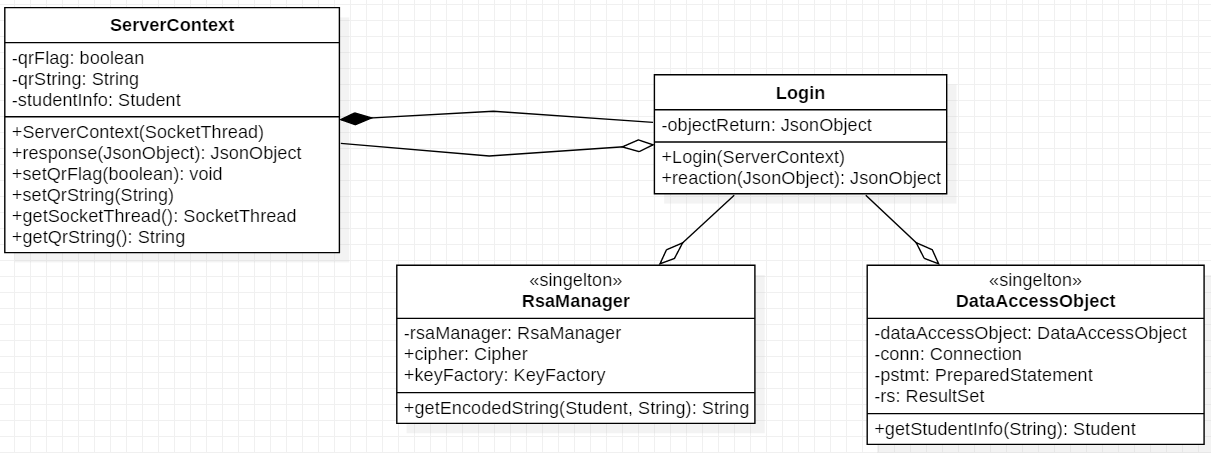 ServerContext
-qrFlag: boolean
-qrString: String
-studentInfo: Student
+ServerContext(SocketThread)
+response(JsonObject): JsonObject
+setQrFlag(boolean): void
+setQrString(String)
+getSocketThread(): SocketThread
+getQrString(): String
Login
-objectReturn: JsonObject
+Login(ServerContext)
+reaction(JsonObject): JsonObject
«singelton»
RsaManager
-rsaManager: RsaManager
+cipher: Cipher
+keyFactory: KeyFactory
+getEncodedString(Student, String): String
«singelton»
DataAccessObject
-dataAccessObject: DataAccessObject
-conn: Connection
-pstmt: PreparedStatement
-rs: ResultSet
+getStudentInfo(String): Student